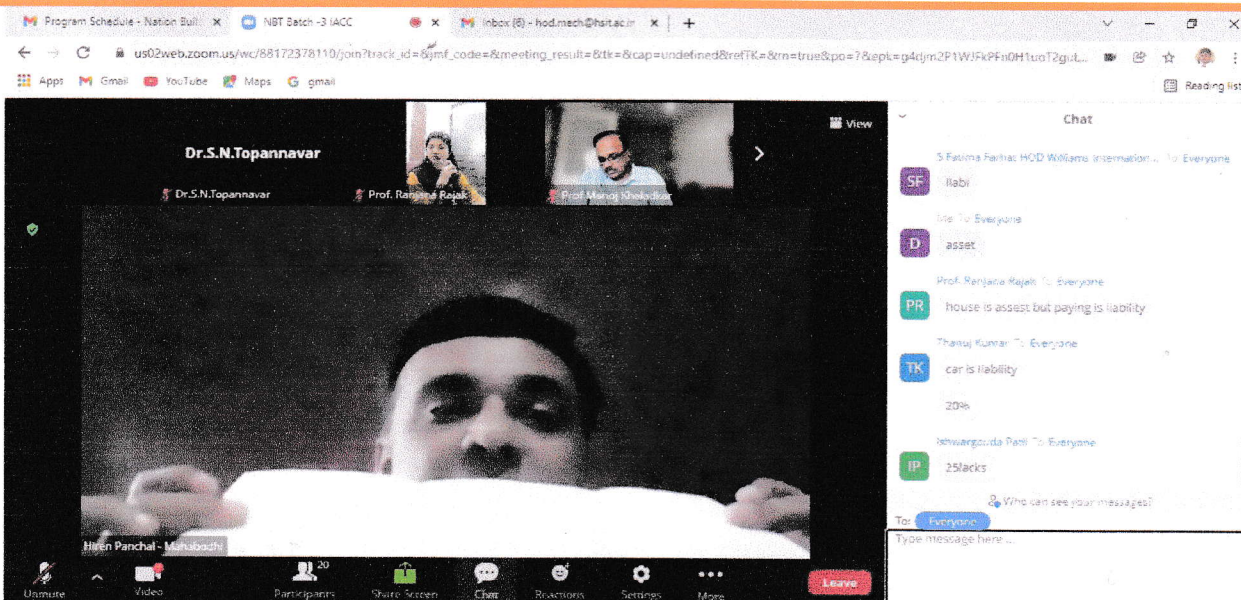 Program Schedule - Nation Buil
NBT Batch -3 IACC
Inbox (6) - hod.mech@hsit.ac.in
us02web.zoom.us/wc/88172378110/join?track_id=&jmf_code=&meeting_result=&tk=&cap=undefined&refTK=&rn=true&po=7&epk=
Apps
Gmail
YouTube
Maps
gmail
Reading list
Dr.S.N.Topannavar
Dr.S.N.Topannavar
Prof. Ranjana Rajak
Prof Manoj Khaladkar
View
Hiren Panchal - Mahabodhi
Unmute
Video
20
Participants
Share Screen
Chat
Reactions
Settings
More
Leave
Chat
S Fatima Farhat HOD Williams Internation... To Everyone
SF
liabi
Me To Everyone
D
asset
Prof. Ranjana Rajak To Everyone
PR
house is assest but paying is liability
Thanuj Kumar To Everyone
TK
car is liability
20%
Ishwargouda Patil To Everyone
IP
25lacks
Who can see your messages?
To: Everyone
Type message here ...